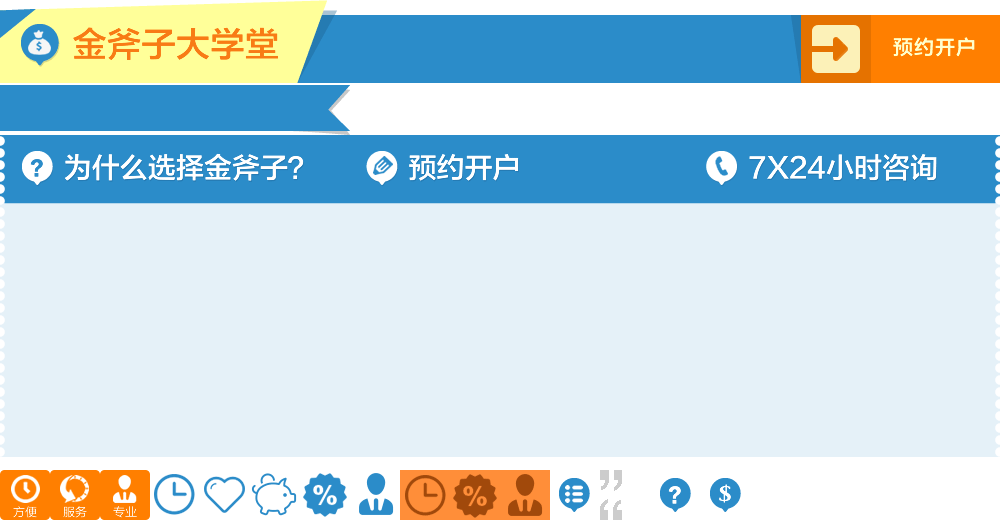 金斧子大学堂
预约开户
为什么选择金斧子?
预约开户
7X24小时咨询
方便
服务
专业